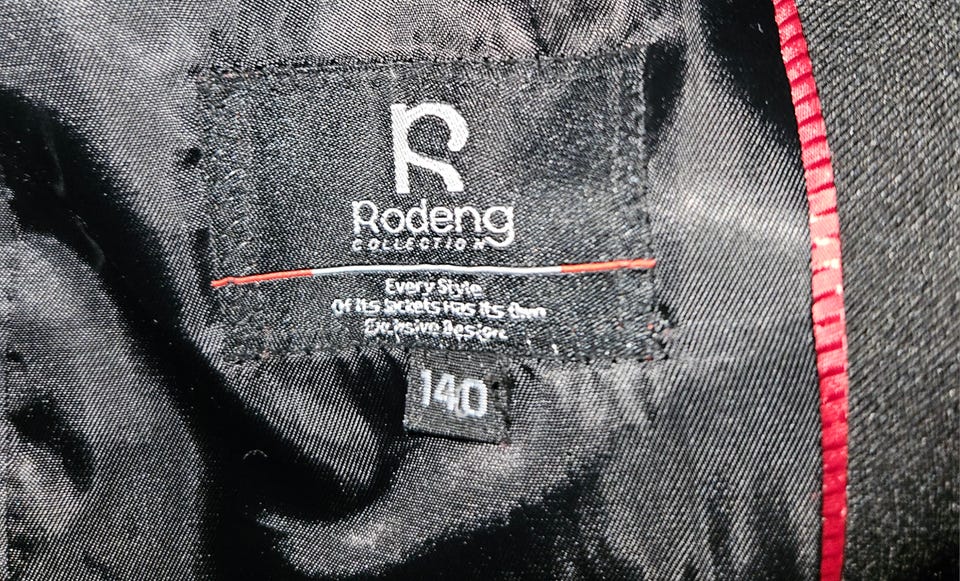 R
Rodeng
COLLECTION
Every Style
Of Its Jackets Has Its Own
Exclusive Design.
140